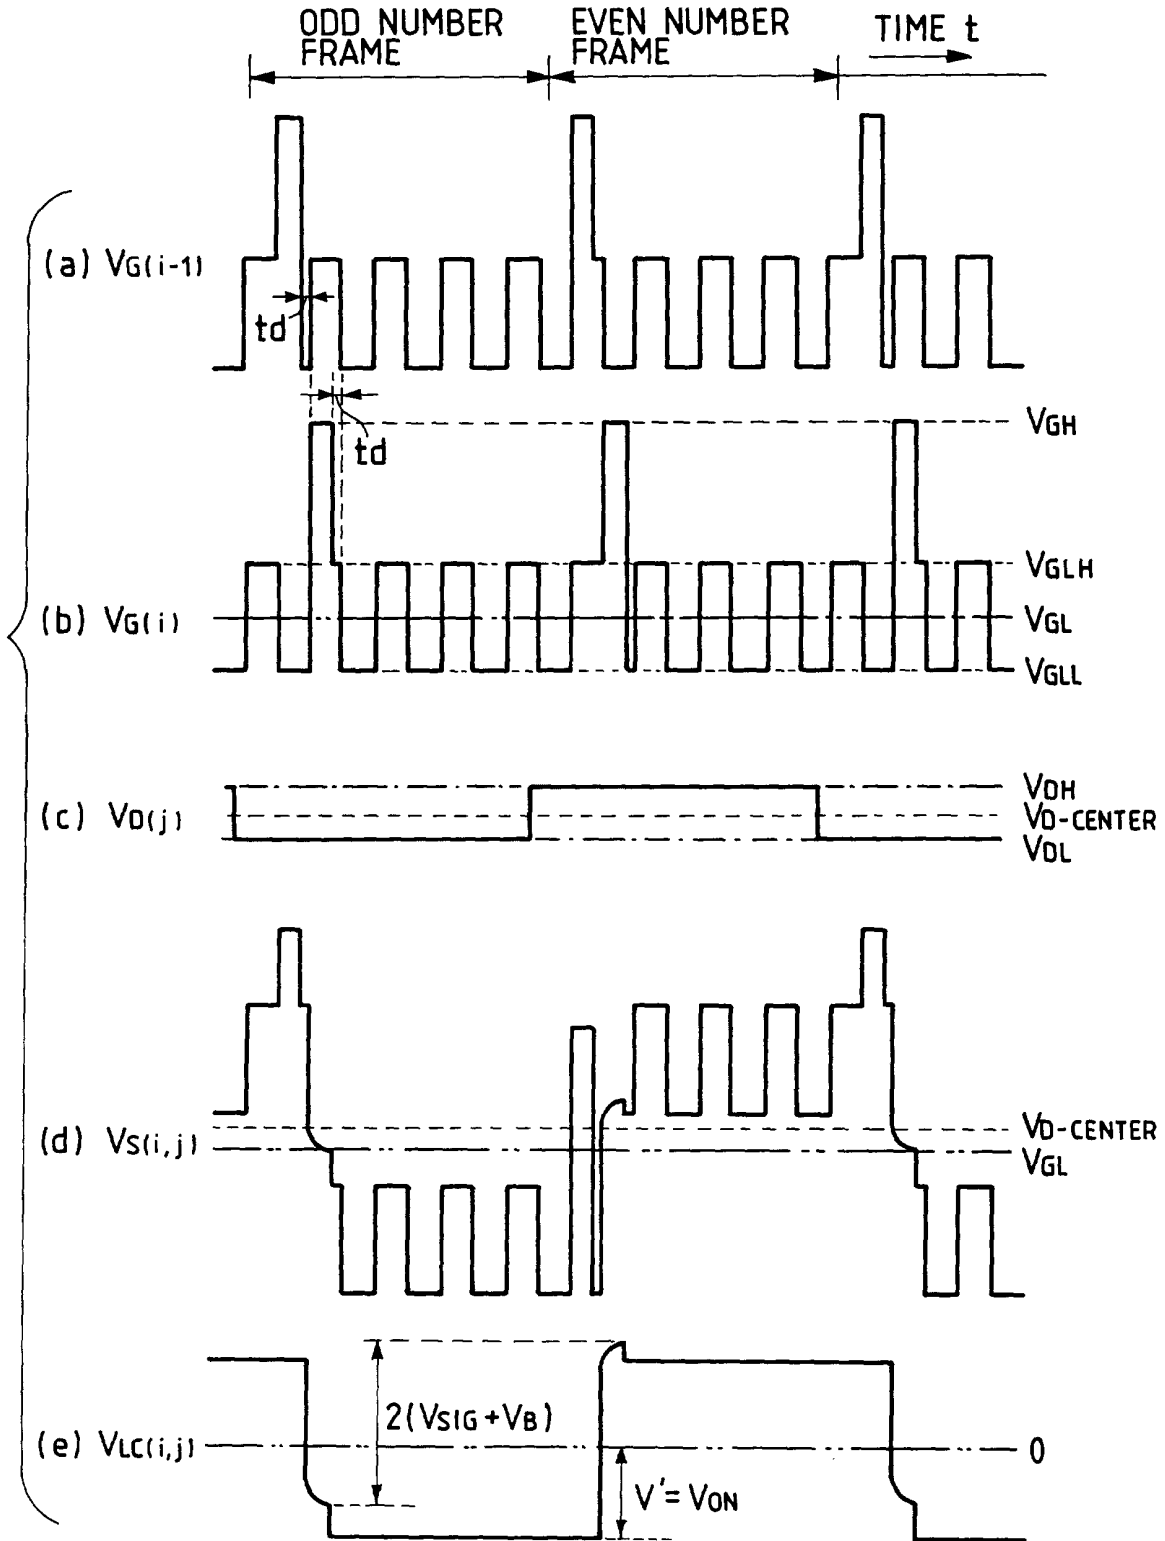 ODD NUMBER
FRAME
EVEN NUMBER
FRAME
TIME t
(a) VG(i-1)
td
td
VGH
VGLH
(b) VG(i)
VGL
VGLL
(c) VD(j)
VDH
VD-CENTER
VDL
(d) VS(i,j)
VD-CENTER
VGL
2(VSIG+VB)
(e) VLC(i,j)
0
V'=VON